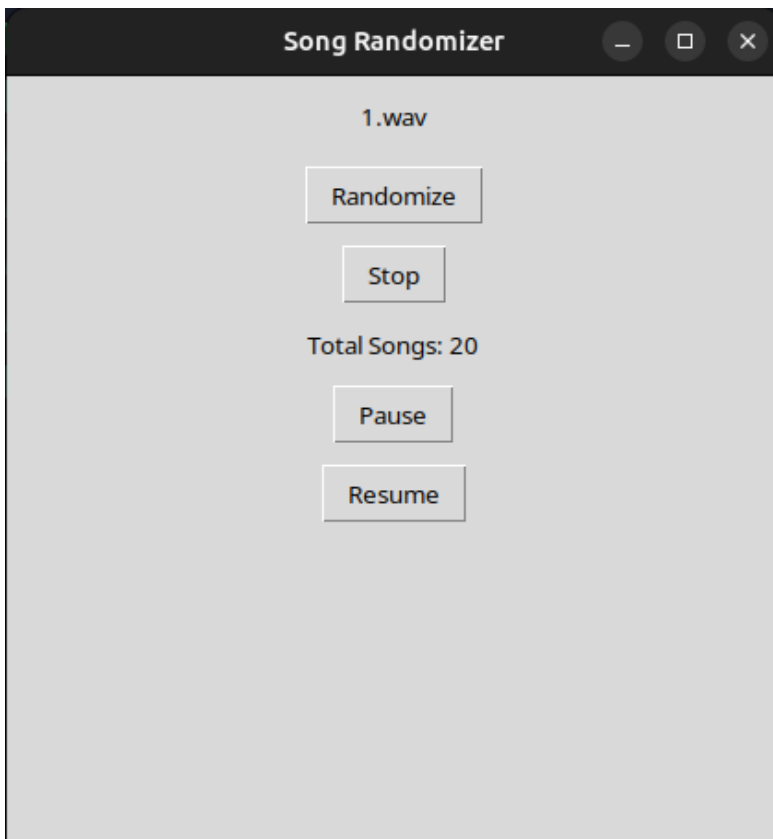 Song Randomizer
1.wav
Randomize
Stop
Total Songs: 20
Pause
Resume